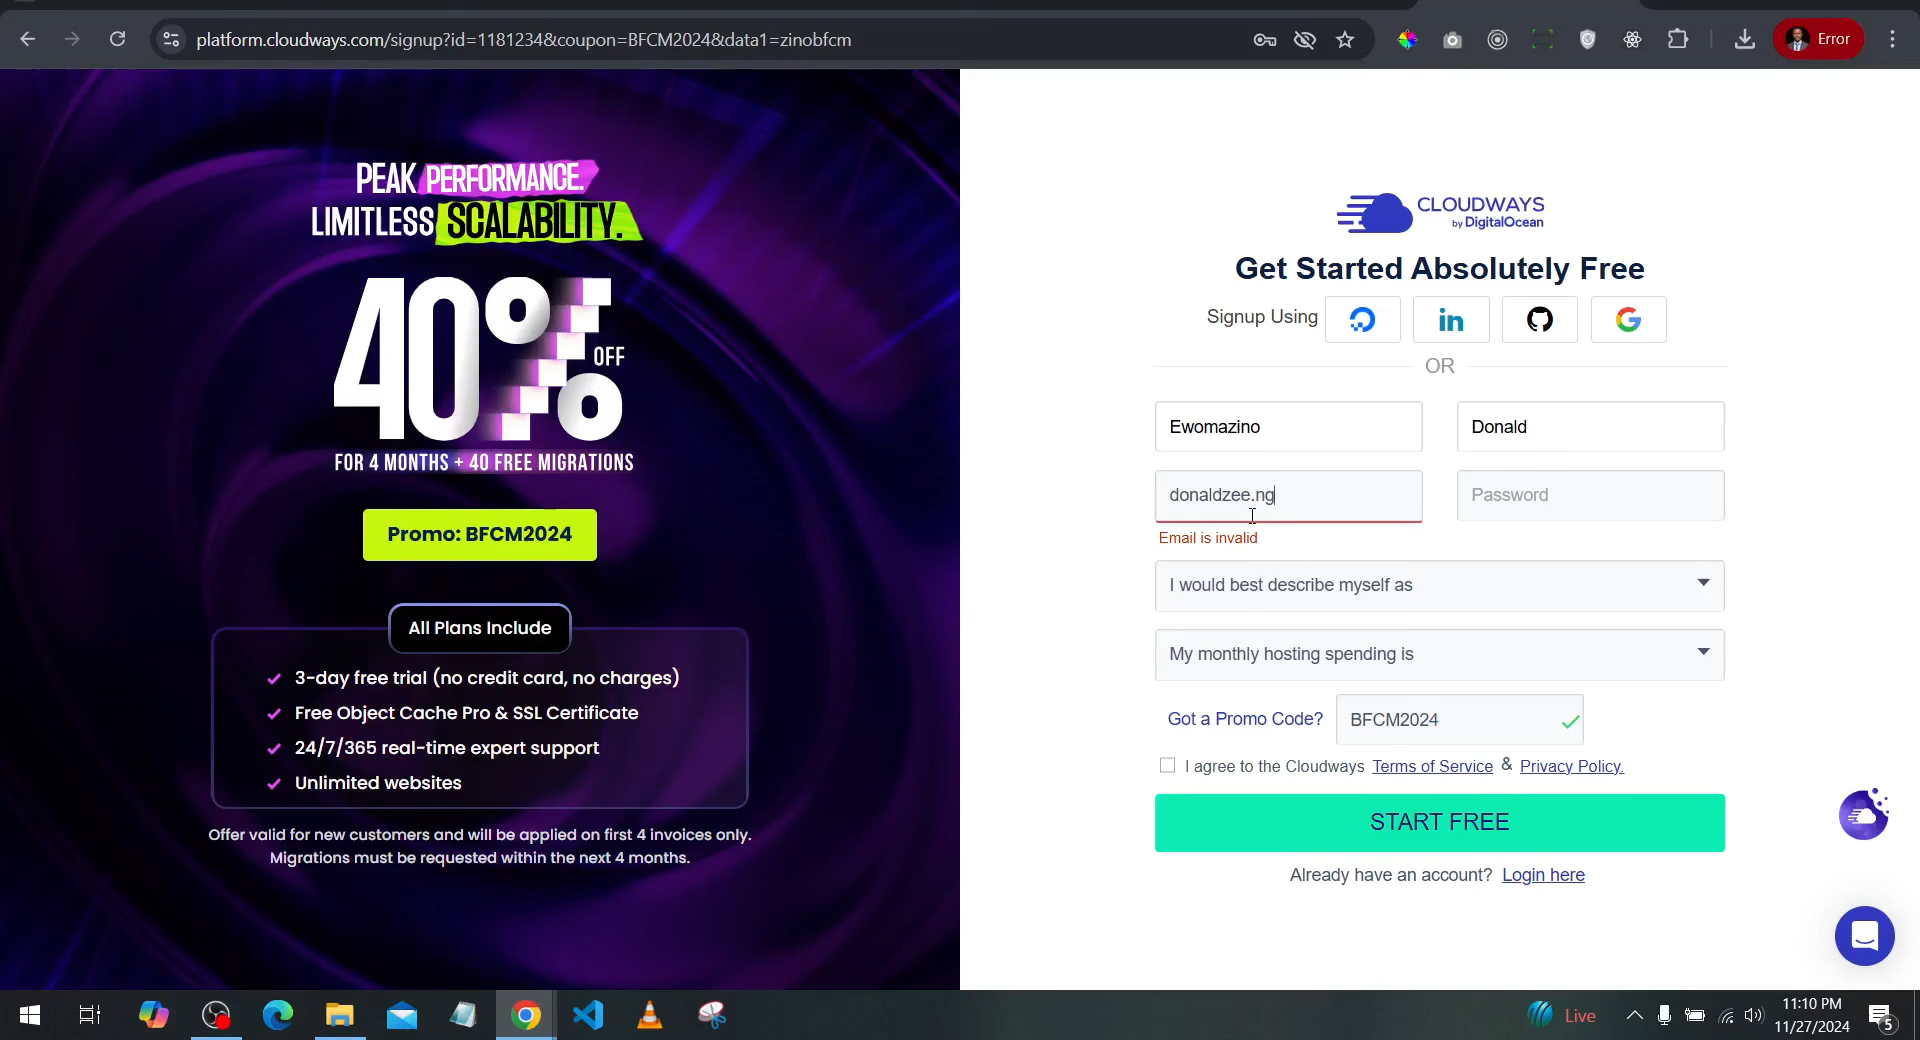 platform.cloudways.com/signup?id=1181234&coupon=BFCM2024&data1=zinobfcm
Error
PEAK PERFORMANCE.
LIMITLESS SCALABILITY.
40% OFF
FOR 4 MONTHS + 40 FREE MIGRATIONS
Promo: BFCM2024
All Plans Include
3-day free trial (no credit card, no charges)
Free Object Cache Pro & SSL Certificate
24/7/365 real-time expert support
Unlimited websites
Offer valid for new customers and will be applied on first 4 invoices only.
Migrations must be requested within the next 4 months.
CLOUDWAYS
by DigitalOcean
Get Started Absolutely Free
Signup Using
OR
Ewomazino
Donald
donaldzee.ng
Password
Email is invalid
I would best describe myself as
My monthly hosting spending is
Got a Promo Code? BFCM2024
I agree to the Cloudways Terms of Service & Privacy Policy.
START FREE
Already have an account? Login here
Live
11:10 PM
11/27/2024
5